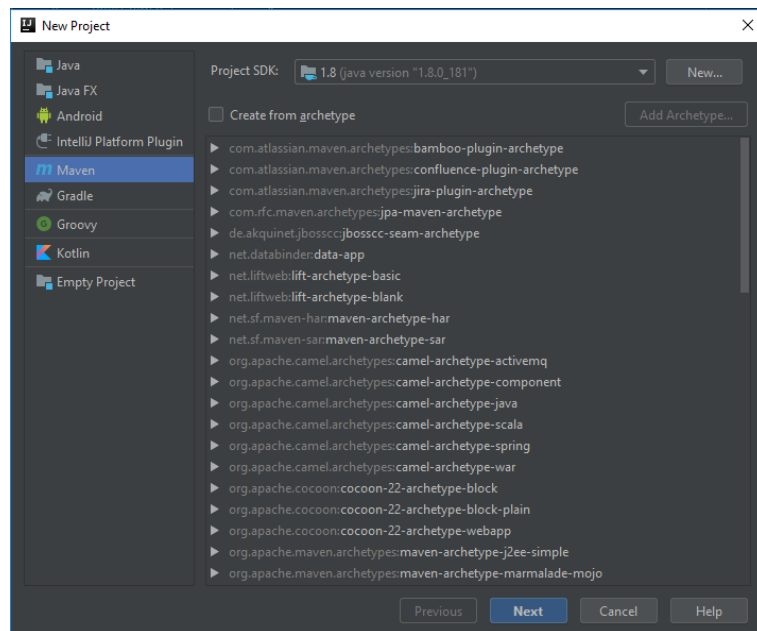 New Project
Java
Java FX
Android
IntelliJ Platform Plugin
Maven
Gradle
Groovy
Kotlin
Empty Project
Project SDK: 1.8 (java version "1.8.0_181") New...
Create from archetype Add Archetype...
com.atlassian.maven.archetypes:bamboo-plugin-archetype
com.atlassian.maven.archetypes:confluence-plugin-archetype
com.atlassian.maven.archetypes:jira-plugin-archetype
com.rfc.maven.archetypes:jpa-maven-archetype
de.akquinet.jbosscc:jbosscc-seam-archetype
net.databinder:data-app
net.liftweb:lift-archetype-basic
net.liftweb:lift-archetype-blank
net.sf.maven-har:maven-archetype-har
net.sf.maven-sar:maven-archetype-sar
org.apache.camel.archetypes:camel-archetype-activemq
org.apache.camel.archetypes:camel-archetype-component
org.apache.camel.archetypes:camel-archetype-java
org.apache.camel.archetypes:camel-archetype-scala
org.apache.camel.archetypes:camel-archetype-spring
org.apache.camel.archetypes:camel-archetype-war
org.apache.cocoon:cocoon-22-archetype-block
org.apache.cocoon:cocoon-22-archetype-block-plain
org.apache.cocoon:cocoon-22-archetype-webapp
org.apache.maven.archetypes:maven-archetype-j2ee-simple
org.apache.maven.archetypes:maven-archetype-marmalade-mojo
Previous Next Cancel Help